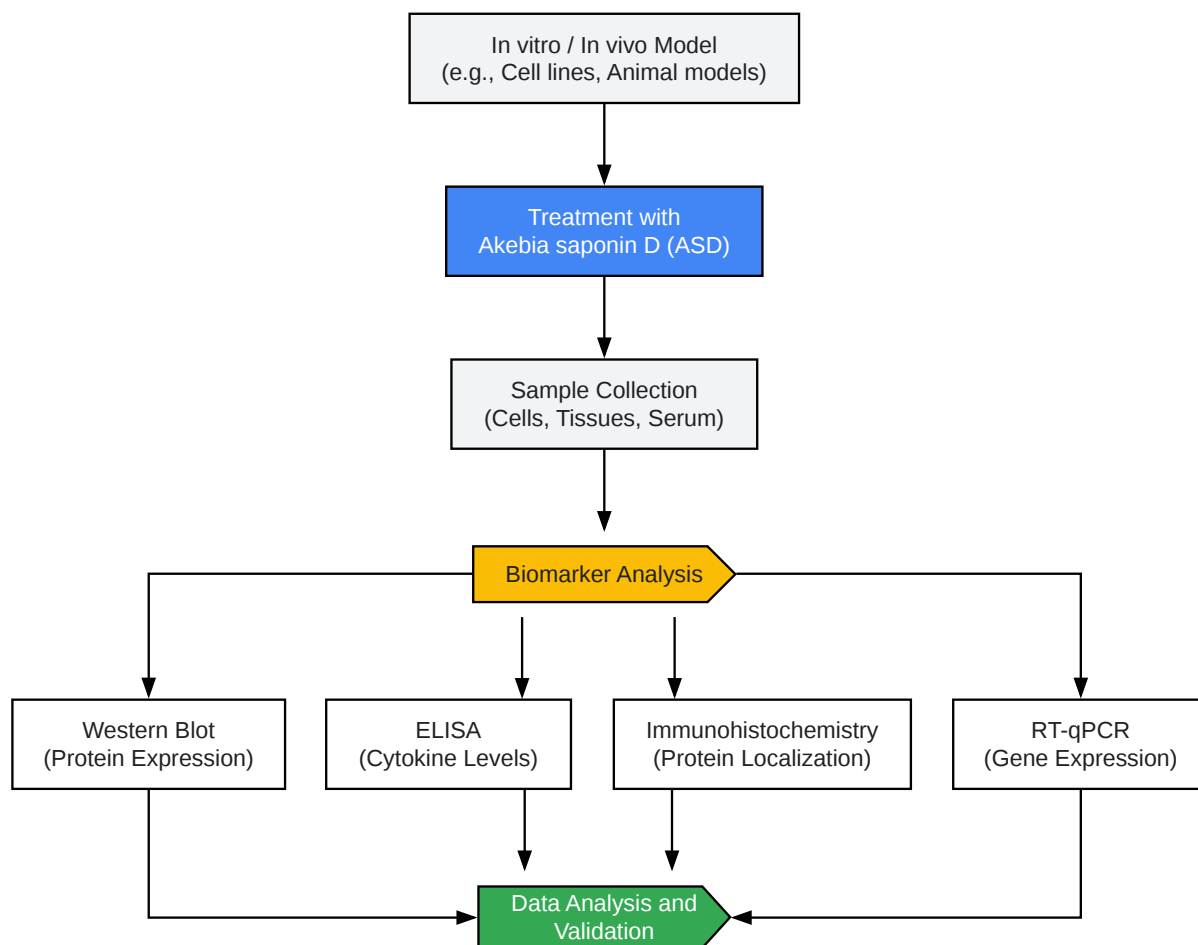 In vitro / In vivo Model
(e.g., Cell lines, Animal models)
Treatment with
Akebia saponin D (ASD)
Sample Collection
(Cells, Tissues, Serum)
Biomarker Analysis
Western Blot
(Protein Expression)
ELISA
(Cytokine Levels)
Immunohistochemistry
(Protein Localization)
RT-qPCR
(Gene Expression)
Data Analysis and
Validation